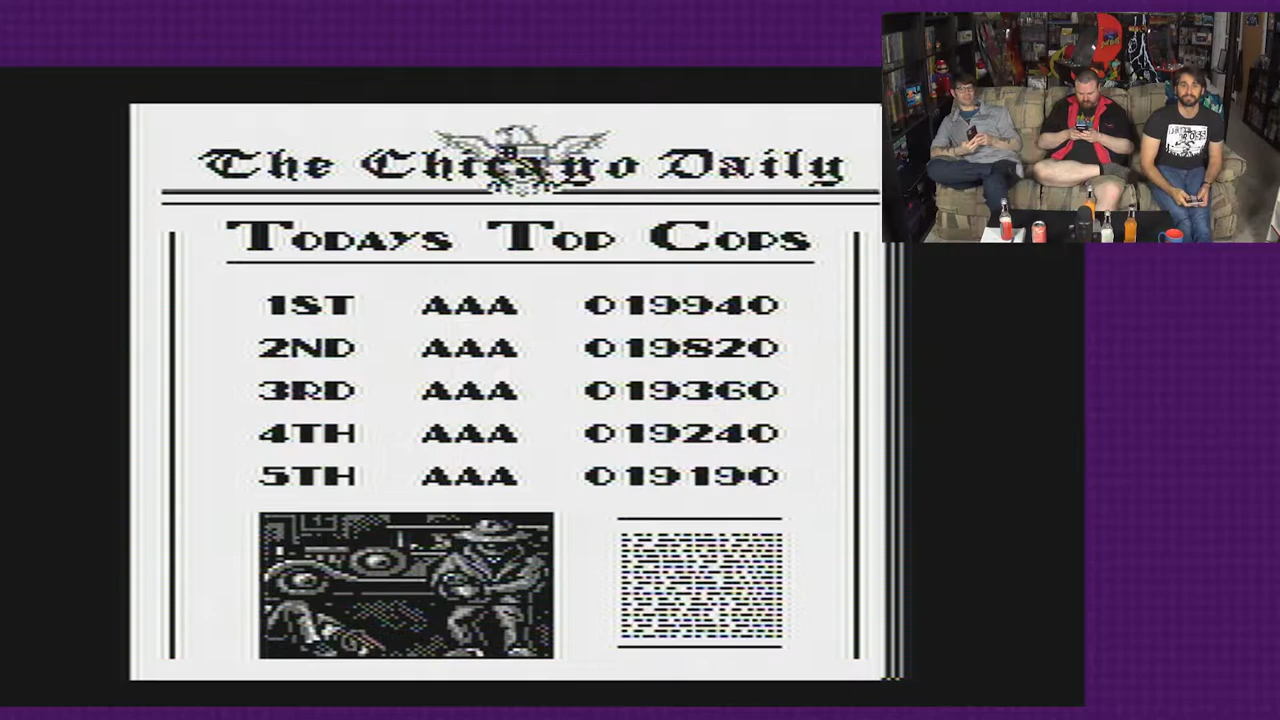 The Chicago Daily
Todays Top Cops
1ST AAA 019940
2ND AAA 019820
3RD AAA 019360
4TH AAA 019240
5TH AAA 019190